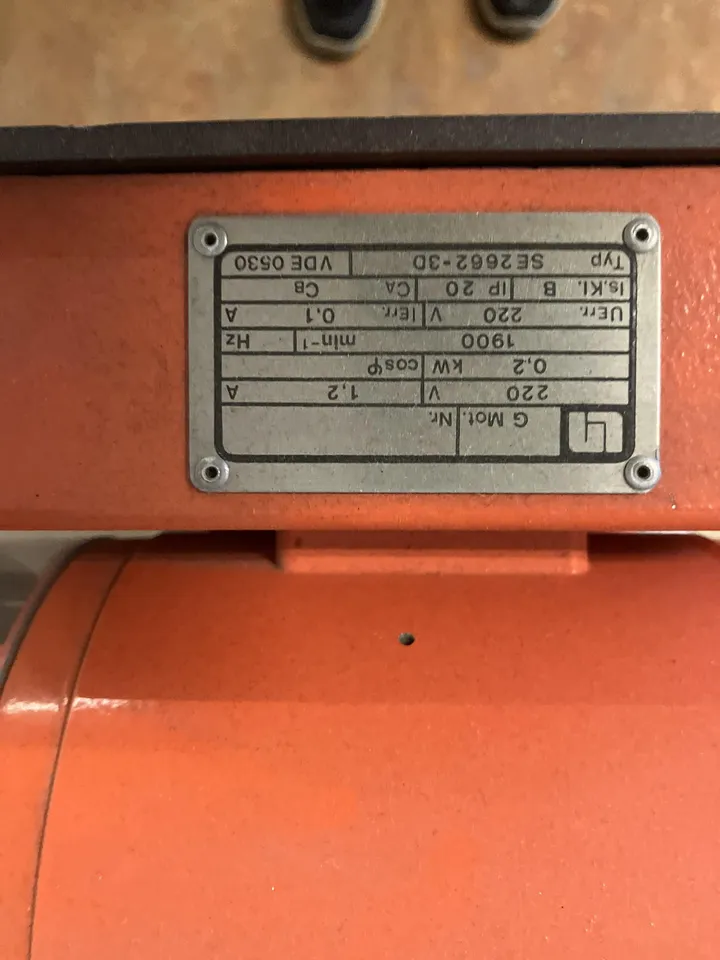 G Mot. Nr.
220 V 1,2 A
0,2 kW cosφ
1900 min-1 Hz
UErr. 220 V IErr. 0,1 A
Is.Kl. B IP 20 CA CB
Typ SE2662-3D VDE 0530